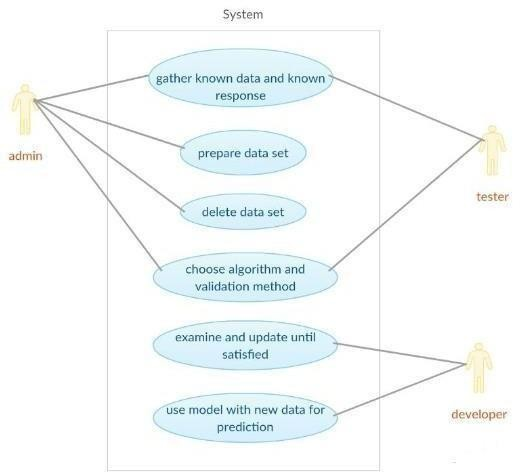 System
gather known data and known
response
admin
prepare data set
tester
delete data set
choose algorithm and
validation method
examine and update until
satisfied
developer
use model with new data for
prediction